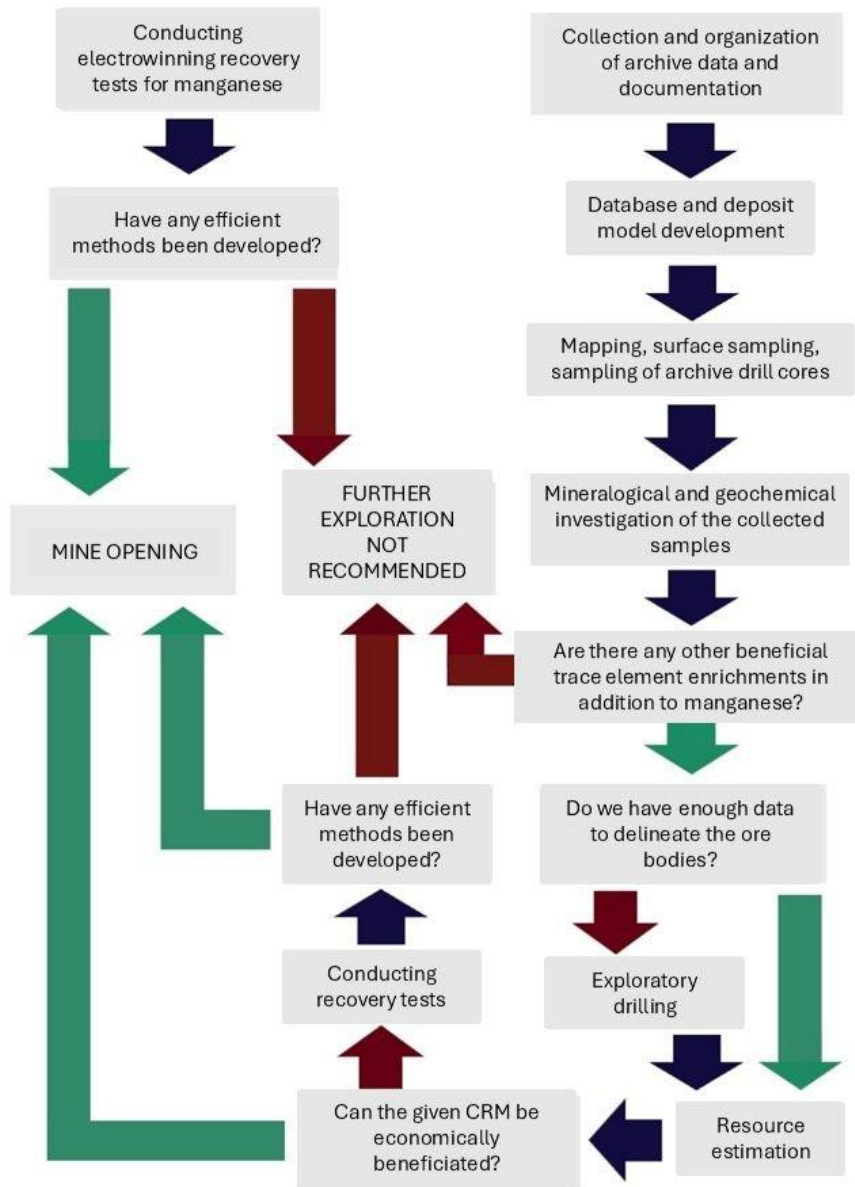 Conducting
electrowinning recovery
tests for manganese
Have any efficient
methods been developed?
MINE OPENING
FURTHER
EXPLORATION
NOT
RECOMMENDED
Collection and organization
of archive data and
documentation
Database and deposit
model development
Mapping, surface sampling,
sampling of archive drill cores
Mineralogical and geochemical
investigation of the collected
samples
Are there any other beneficial
trace element enrichments in
addition to manganese?
Do we have enough data
to delineate the ore
bodies?
Exploratory
drilling
Resource
estimation
Can the given CRM be
economically
beneficiated?
Conducting
recovery tests
Have any efficient
methods been
developed?